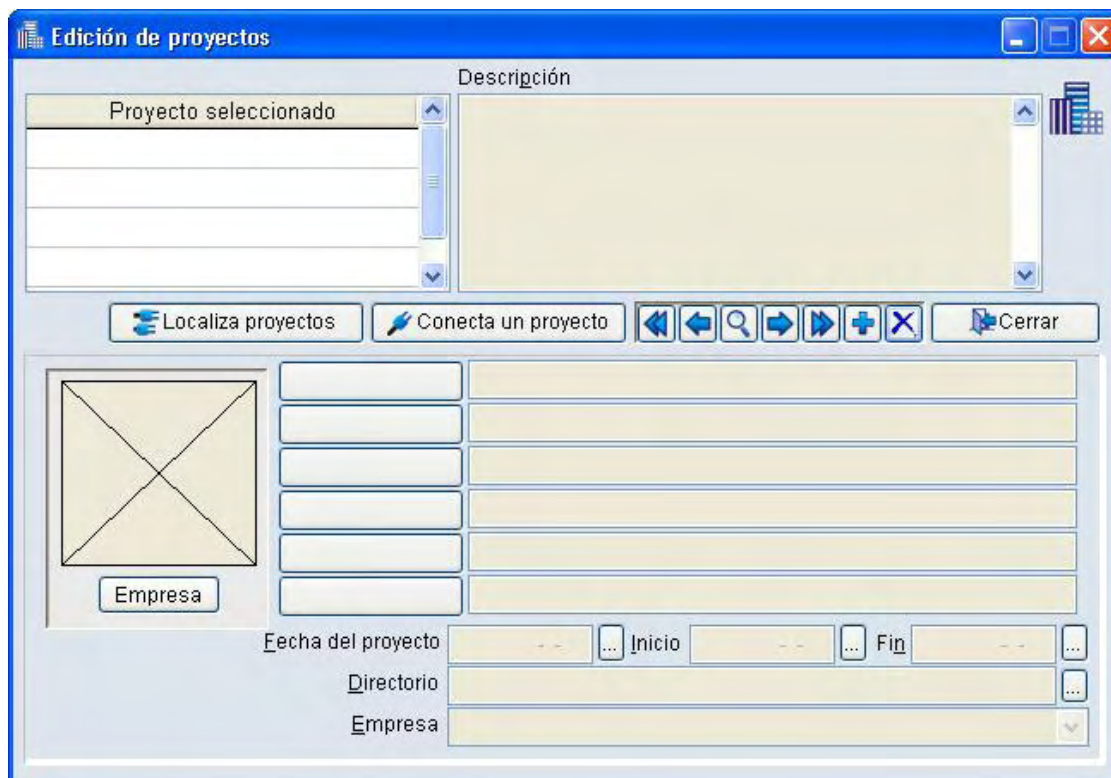 Edición de proyectos
Descripción
Proyecto seleccionado
Localiza proyectos
Conecta un proyecto
Cerrar
Empresa
Fecha del proyecto - - ... Inicio - - ... Fin - - ...
Directorio ...
Empresa